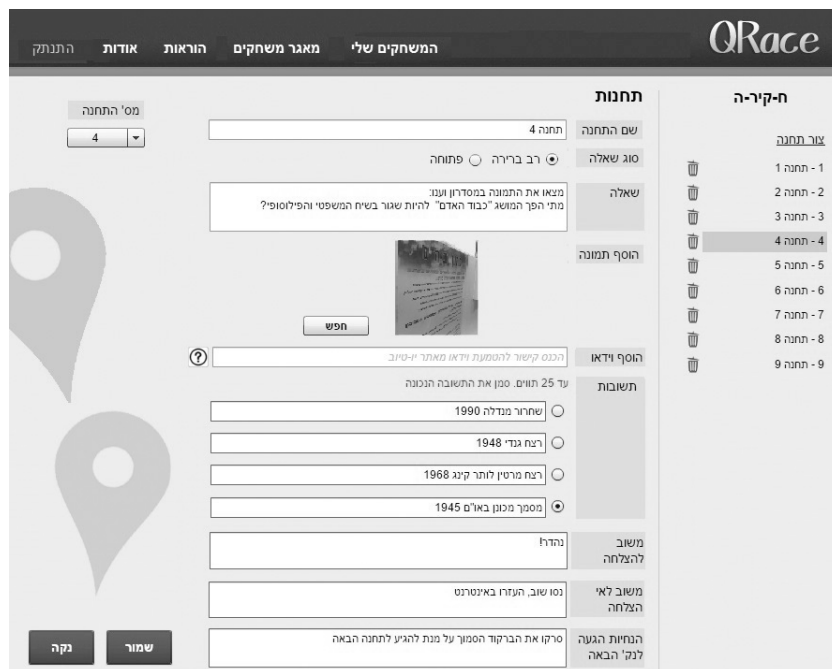 QRace
המשחקים שלי
מאגר משחקים
הוראות
אודות
התנתק
ח-קיר-ה
צור תחנה
1 - תחנה 1
2 - תחנה 2
3 - תחנה 3
4 - תחנה 4
5 - תחנה 5
6 - תחנה 6
7 - תחנה 7
8 - תחנה 8
9 - תחנה 9
תחנות
מס' התחנה
4
שם התחנה
תחנה 4
סוג שאלה
רב ברירה
פתוחה
שאלה
מצאו את התמונה במסדרון וענו:
מתי הפך המושג "כבוד האדם" להיות שגור בשיח המשפטי והפילוסופי?
הוסף תמונה
חפש
הוסף וידאו
הכנס קישור להטמעת וידאו מאתר יו-טיוב
?
תשובות
עד 25 תווים. סמן את התשובה הנכונה
שחרור מנדלה 1990
רצח גנדי 1948
רצח מרטין לותר קינג 1968
מסמך מכונן באו"ם 1945
משוב
להצלחה
נהדר!
משוב לאי
הצלחה
נסו שוב, העזרו באינטרנט
הנחיות הגעה
לנק' הבאה
סרקו את הברקוד הסמוך על מנת להגיע לתחנה הבאה
שמור
נקה